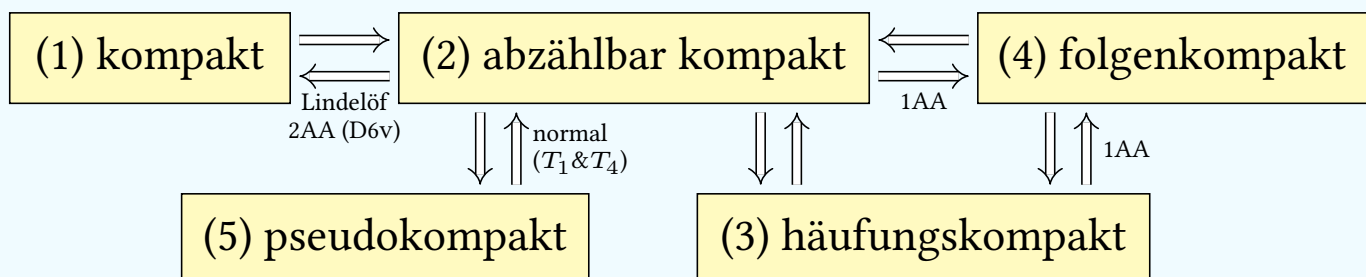 (1) kompakt
(2) abzählbar kompakt
(4) folgenkompakt
Lindelöf
2AA (D6v)
1AA
normal
(T₁&T₄)
1AA
(5) pseudokompakt
(3) häufungskompakt